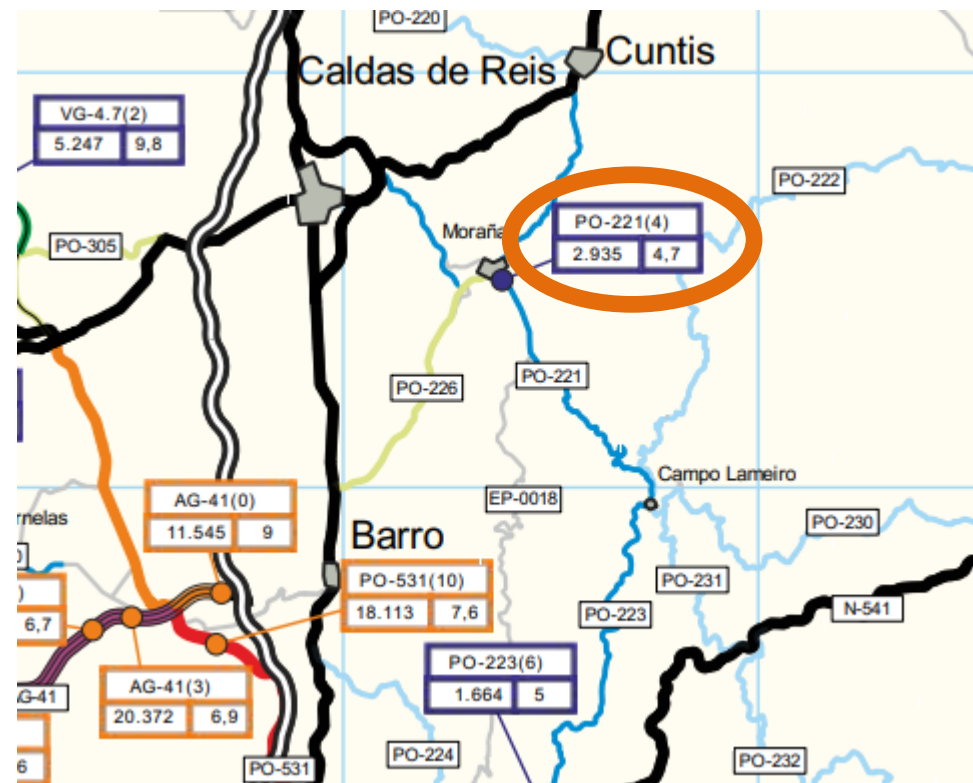 PO-220
Cuntis
Caldas de Reis
VG-4.7(2)
5.247 9,8
PO-222
PO-221(4)
2.935 4,7
Moraña
PO-305
PO-226
PO-221
Campo Lameiro
AG-41(0)
11.545 9
EP-0018
rnelas
PO-230
Barro
PO-531(10)
18.113 7,6
PO-231
N-541
PO-223
6,7
PO-223(6)
1.664 5
AG-41(3)
20.372 6,9
G-41
PO-224
PO-232
PO-531
6